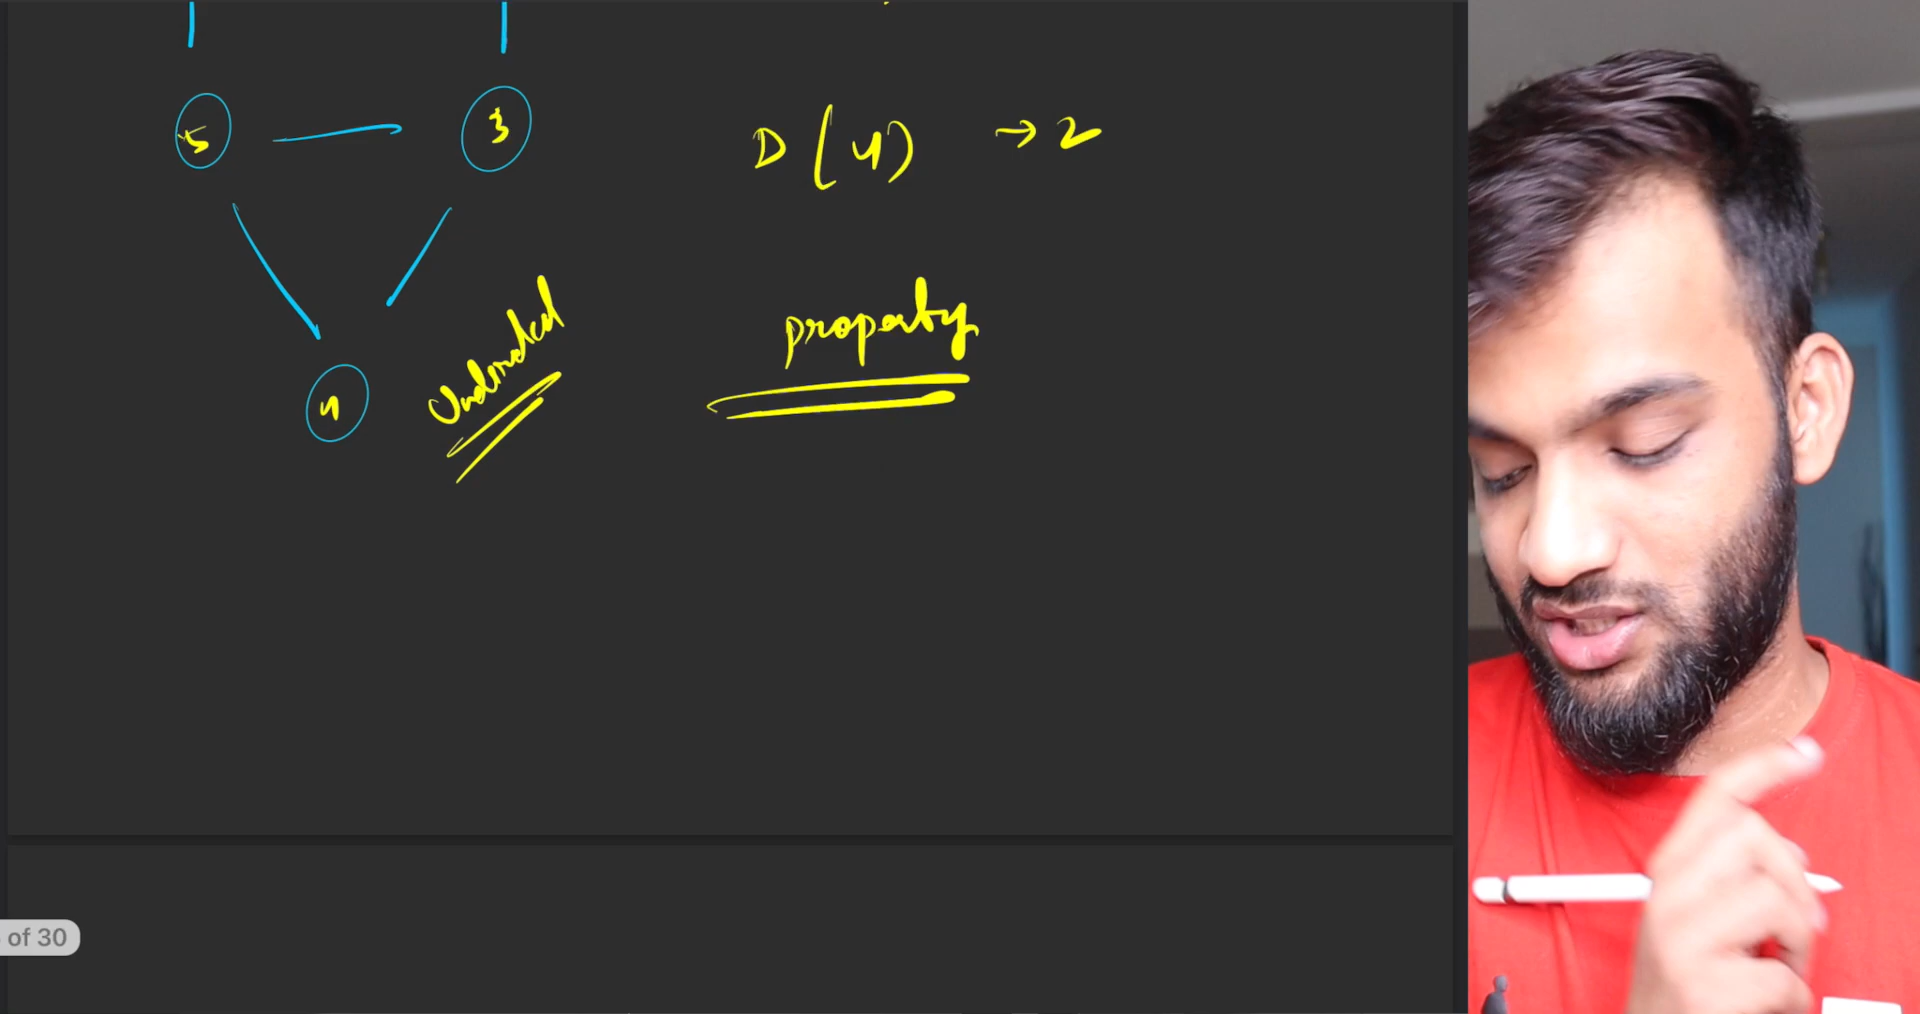 5 3
D(4) → 2
Undirected
property
4
of 30